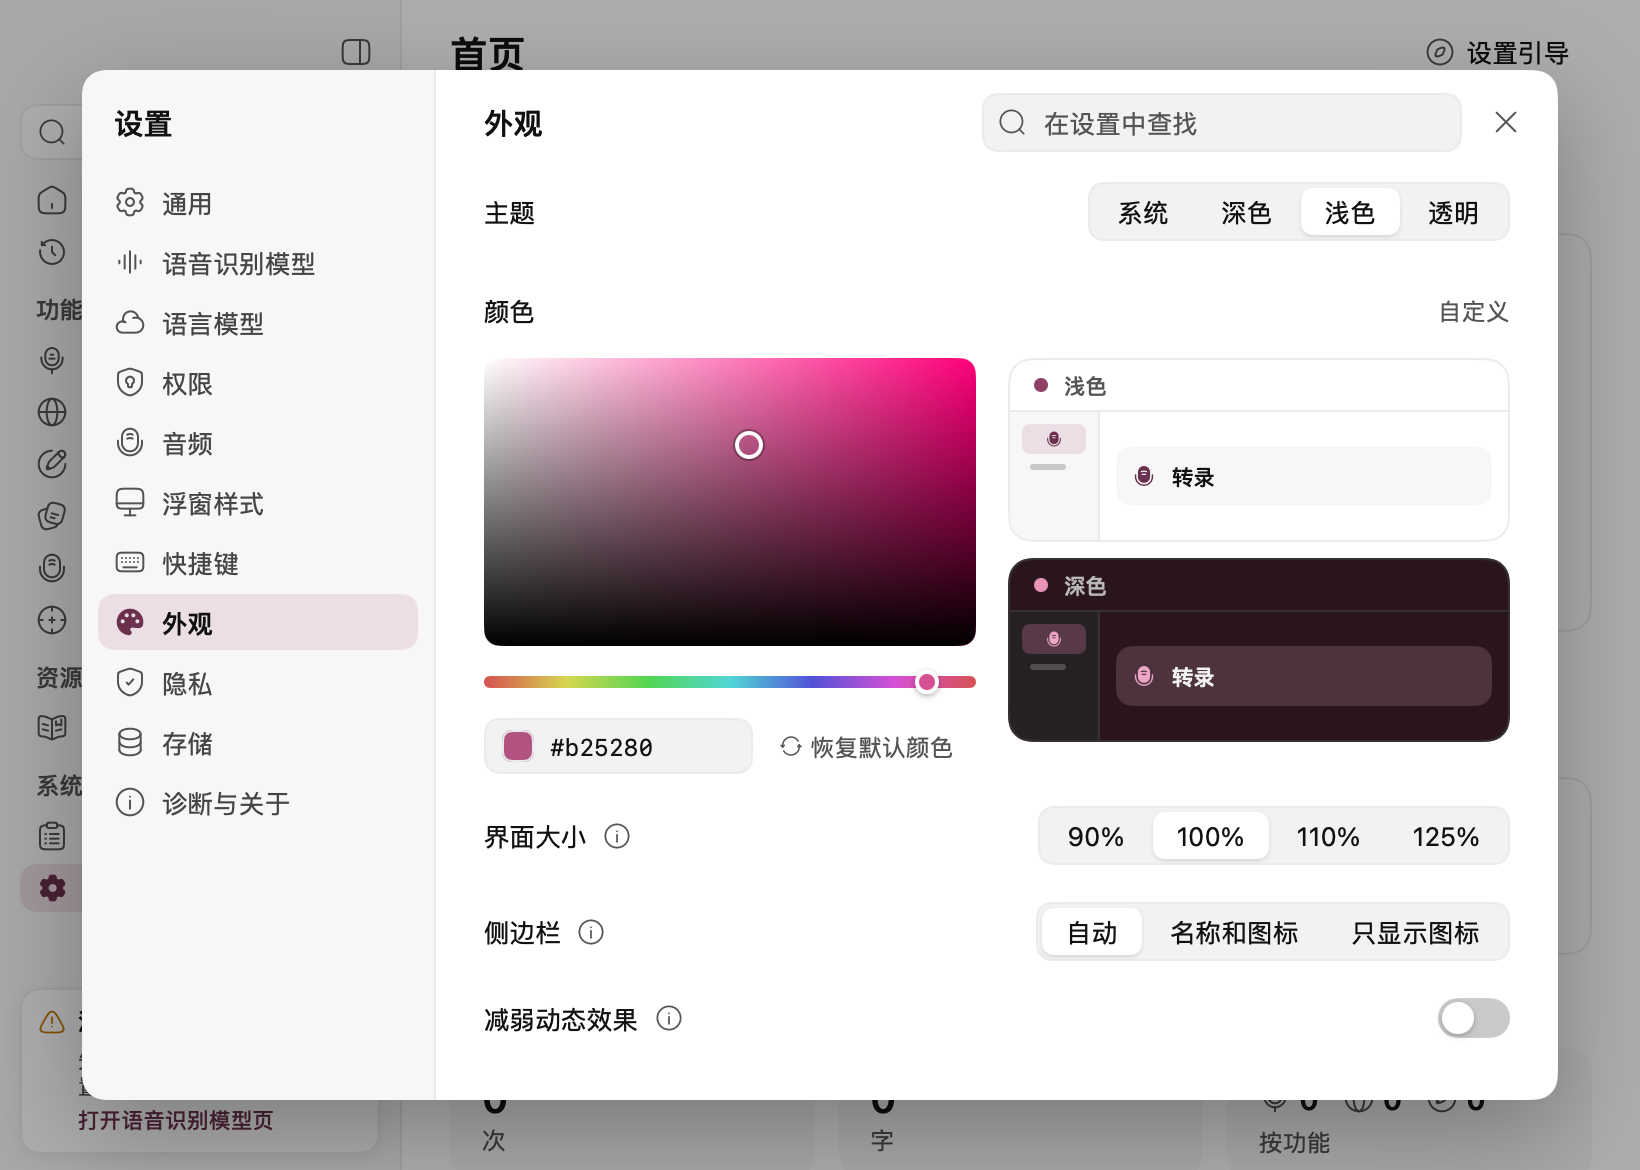 首页
设置引导
设置
外观
在设置中查找
通用
语音识别模型
语言模型
权限
音频
浮窗样式
快捷键
外观
隐私
存储
诊断与关于
主题
系统
深色
浅色
透明
颜色
自定义
浅色
转录
深色
转录
#b25280
恢复默认颜色
界面大小
90%
100%
110%
125%
侧边栏
自动
名称和图标
只显示图标
减弱动态效果
功能
资源
系统
打开语音识别模型页
0
次
0
字
0
0
0
按功能